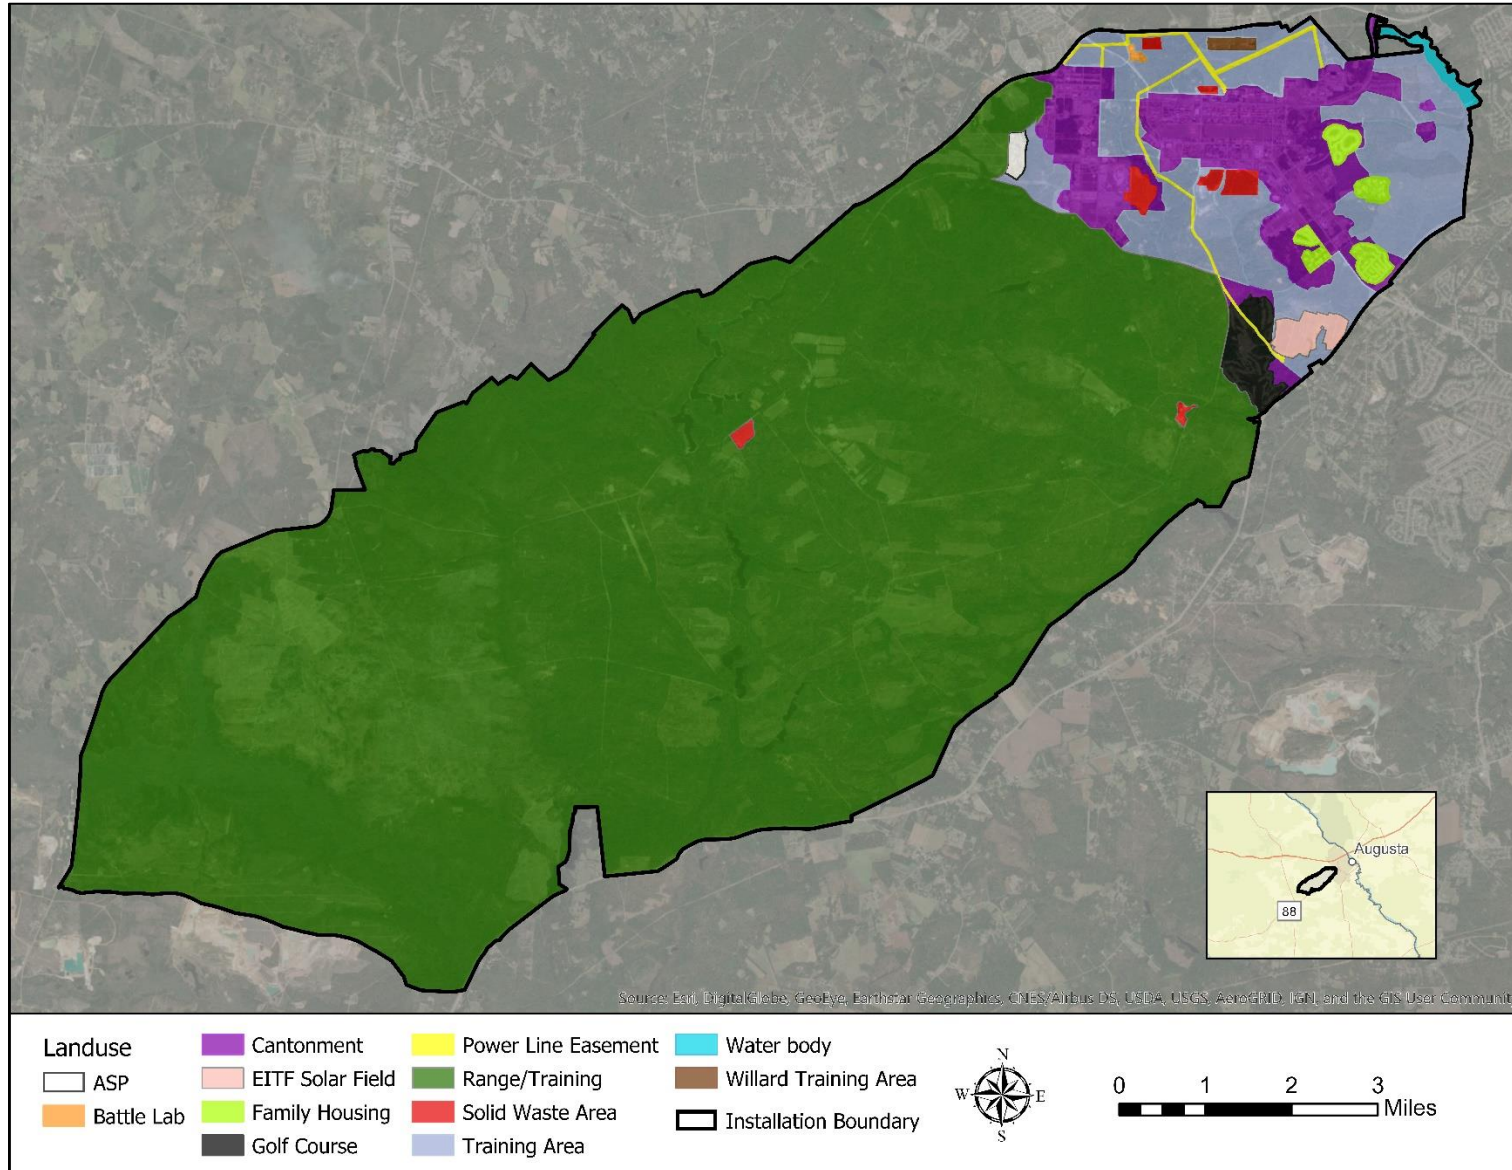 Augusta
88
Source: Esri, DigitalGlobe, GeoEye, Earthstar Geographics, CNES/Airbus DS, USDA, USGS, AeroGRID, IGN, and the GIS User Communit
Landuse
ASP
Battle Lab
Cantonment
EITF Solar Field
Family Housing
Golf Course
Power Line Easement
Range/Training
Solid Waste Area
Training Area
Water body
Willard Training Area
Installation Boundary
N
W E
S
0 1 2 3
Miles